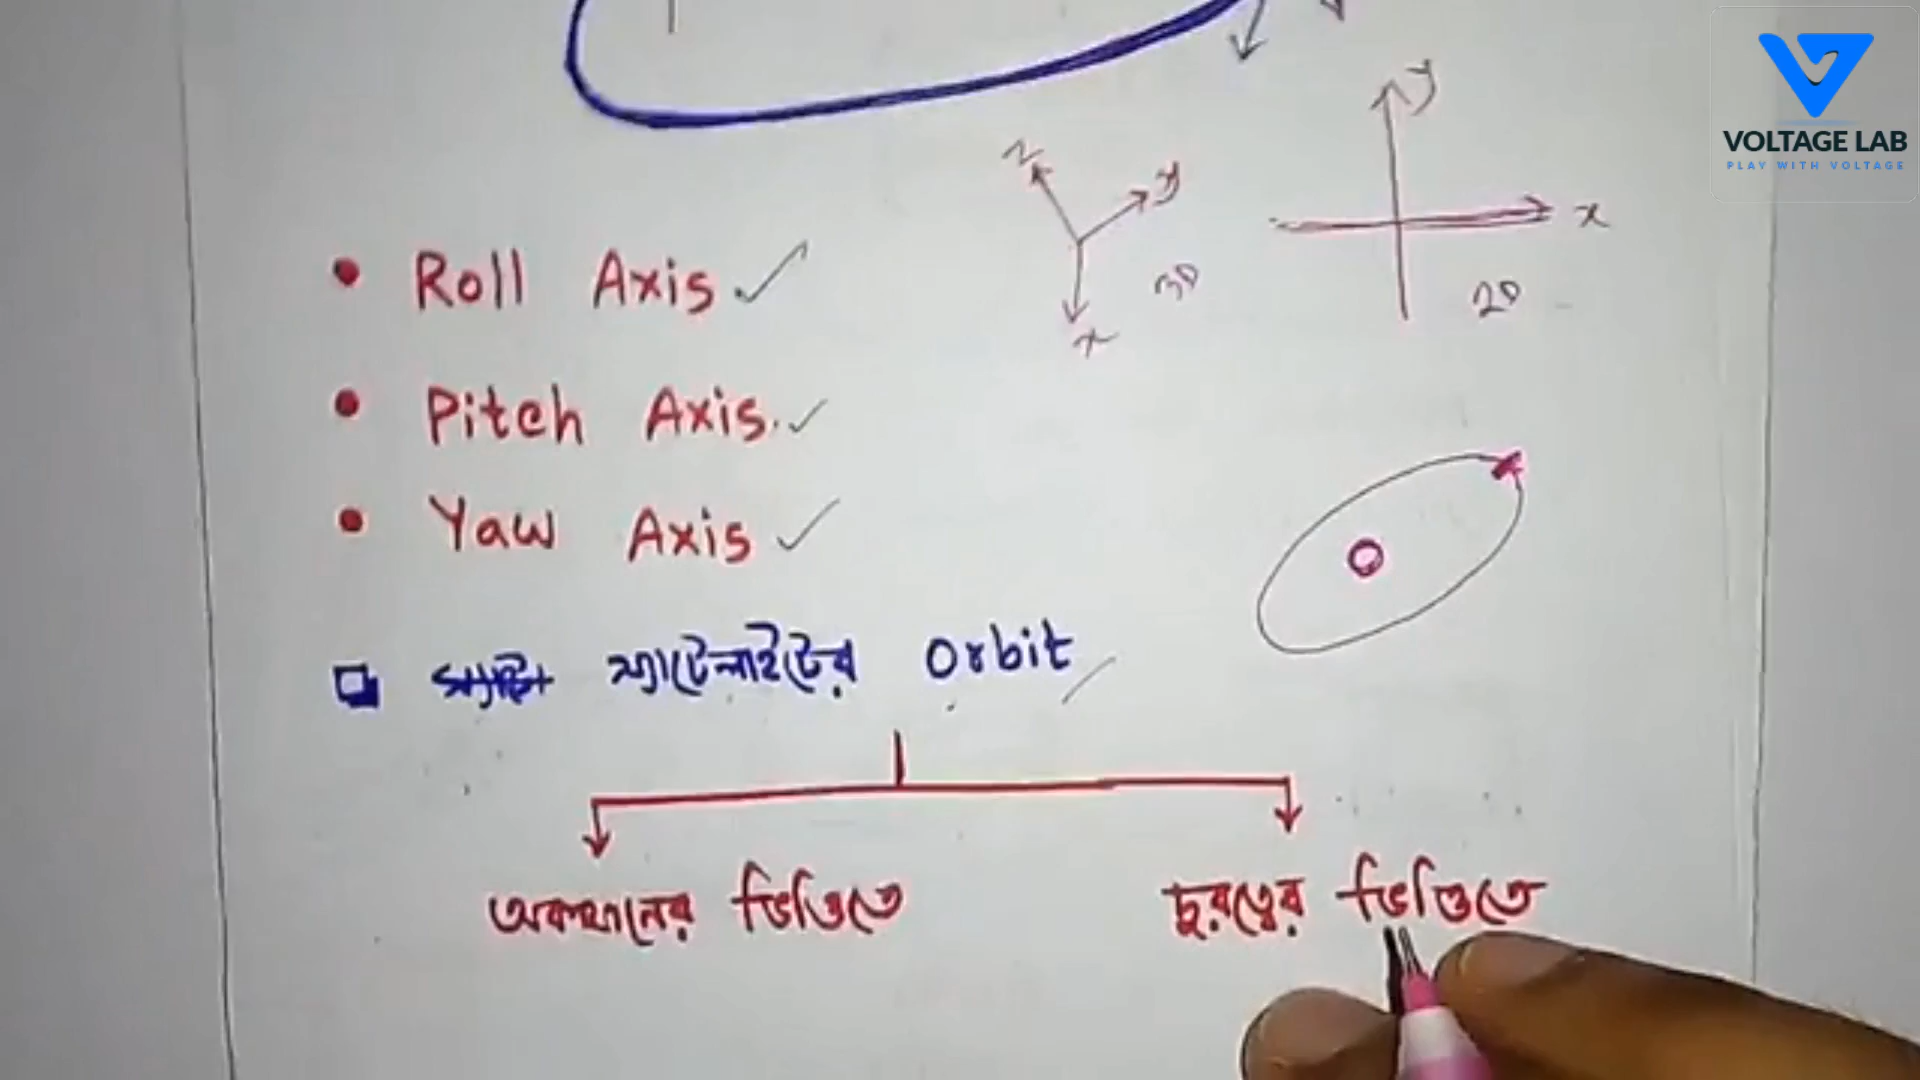 VOLTAGE LAB
PLAY WITH VOLTAGE
y
x
2D
z
y
x
3D
• Roll Axis ✓
• Pitch Axis. ✓
• Yaw Axis ✓
স্যাটেলাইটের Orbit
অবস্থানের ভিত্তিতে
দুরত্বের ভিত্তিতে